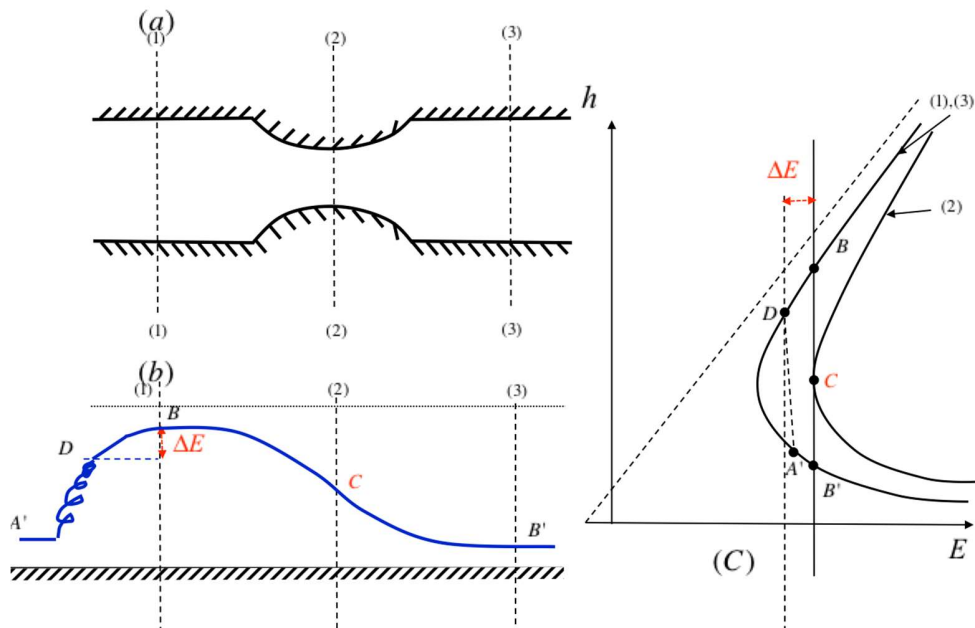 (a)
(1)
(2)
(3)
(1)
(2)
(3)
(b)
(1)
(2)
(3)
B
D
ΔE
C
A'
B'
h
(1),(3)
ΔE
(2)
B
D
C
A'
B'
E
(C)